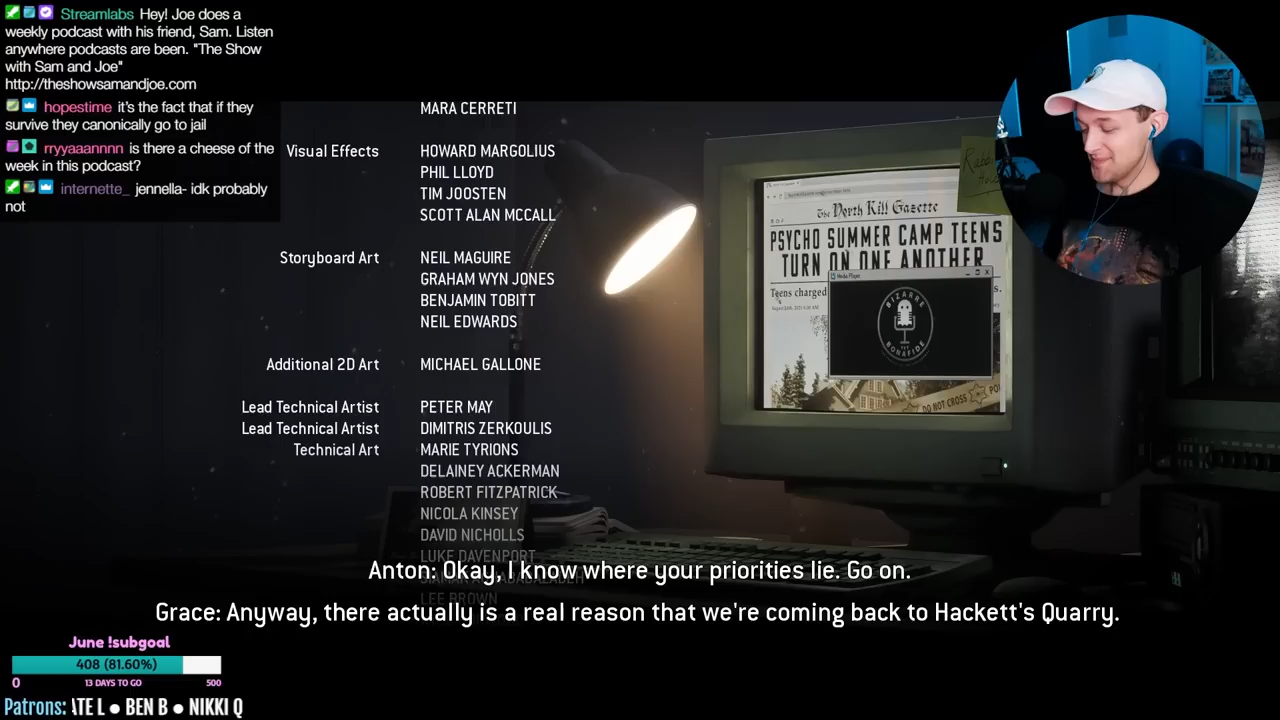 Streamlabs Hey! Joe does a
weekly podcast with his friend, Sam. Listen
anywhere podcasts are been. "The Show
with Sam and Joe"
http://theshowsamandjoe.com
hopestime it's the fact that if they
survive they canonically go to jail
rryyaaannnn is there a cheese of the
week in this podcast?
internette_ jennella- idk probably
not
MARA CERRETI
Visual Effects HOWARD MARGOLIUS
PHIL LLOYD
TIM JOOSTEN
SCOTT ALAN MCCALL
Storyboard Art NEIL MAGUIRE
GRAHAM WYN JONES
BENJAMIN TOBITT
NEIL EDWARDS
Additional 2D Art MICHAEL GALLONE
Lead Technical Artist PETER MAY
Lead Technical Artist DIMITRIS ZERKOULIS
Technical Art MARIE TYRIONS
DELAINEY ACKERMAN
ROBERT FITZPATRICK
NICOLA KINSEY
DAVID NICHOLLS
LUKE DAVENPORT
LEE BROWN
The North Kill Gazette
PSYCHO SUMMER CAMP TEENS
TURN ON ONE ANOTHER
Teens charged
Media Player
BIZARRE
YET
BONAFIDE
DO NOT CROSS
Anton: Okay, I know where your priorities lie. Go on.
Grace: Anyway, there actually is a real reason that we're coming back to Hackett's Quarry.
June !subgoal
408 (81.60%)
0 13 DAYS TO GO 500
Patrons: ATE L ● BEN B ● NIKKI Q